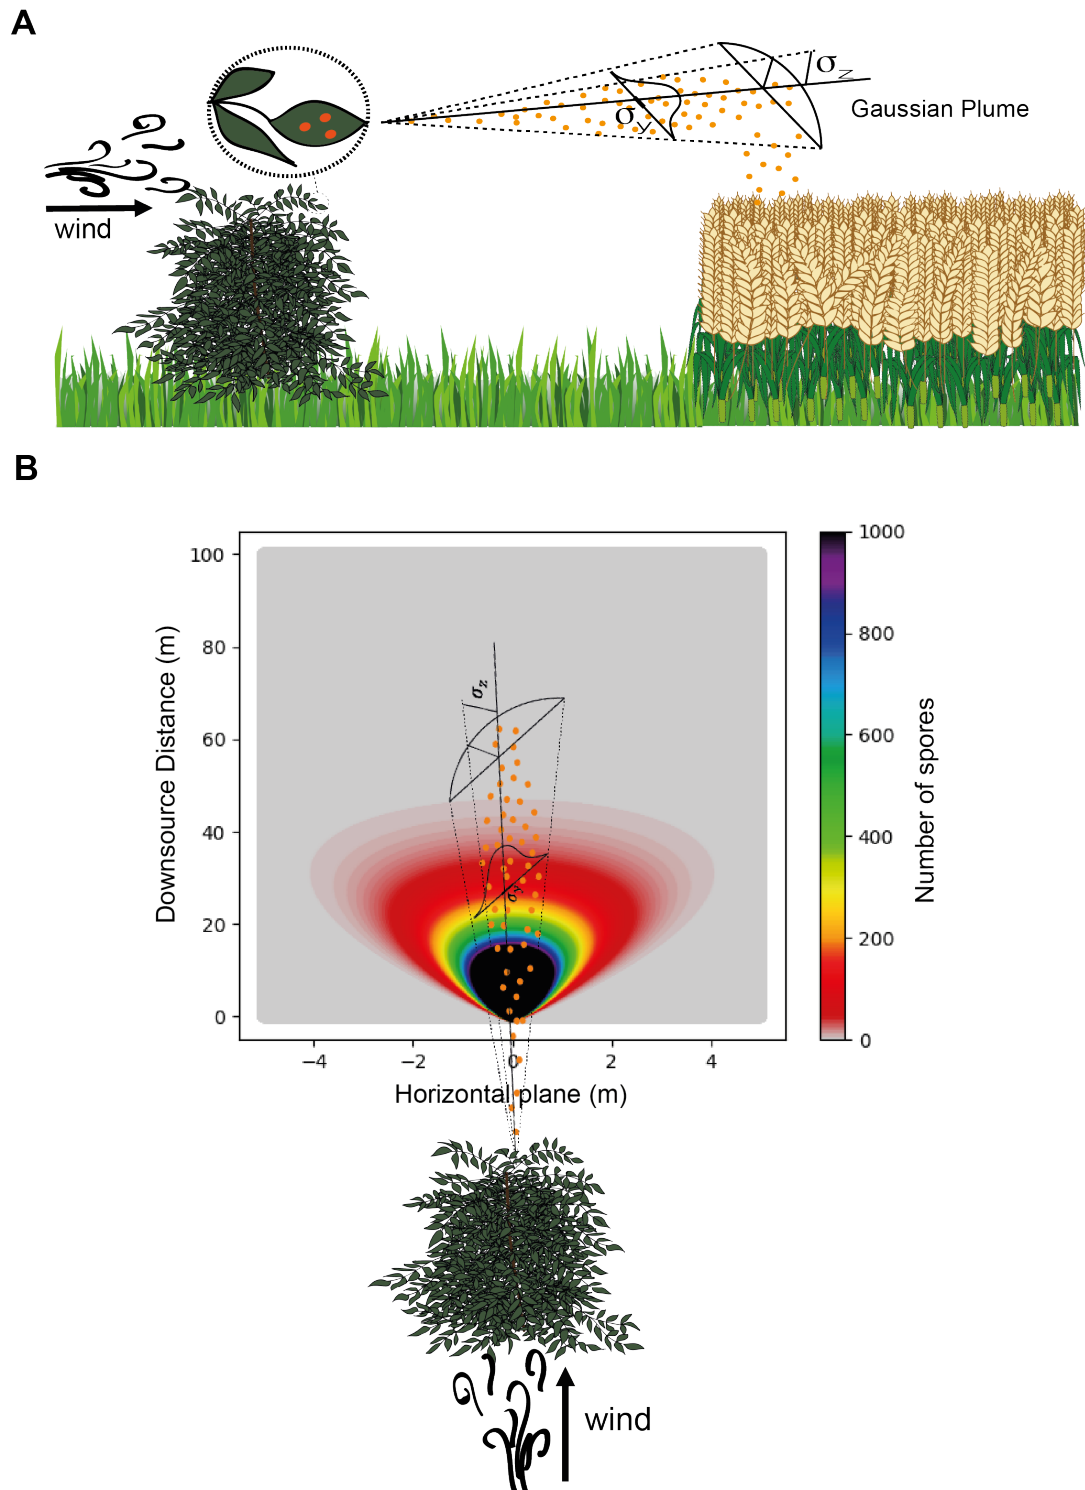 A
σz
Gaussian Plume
σy
wind
B
100
80
60
40
20
0
Downsource Distance (m)
σz
σy
−4
−2
0
2
4
Horizontal plane (m)
1000
800
600
400
200
0
Number of spores
wind